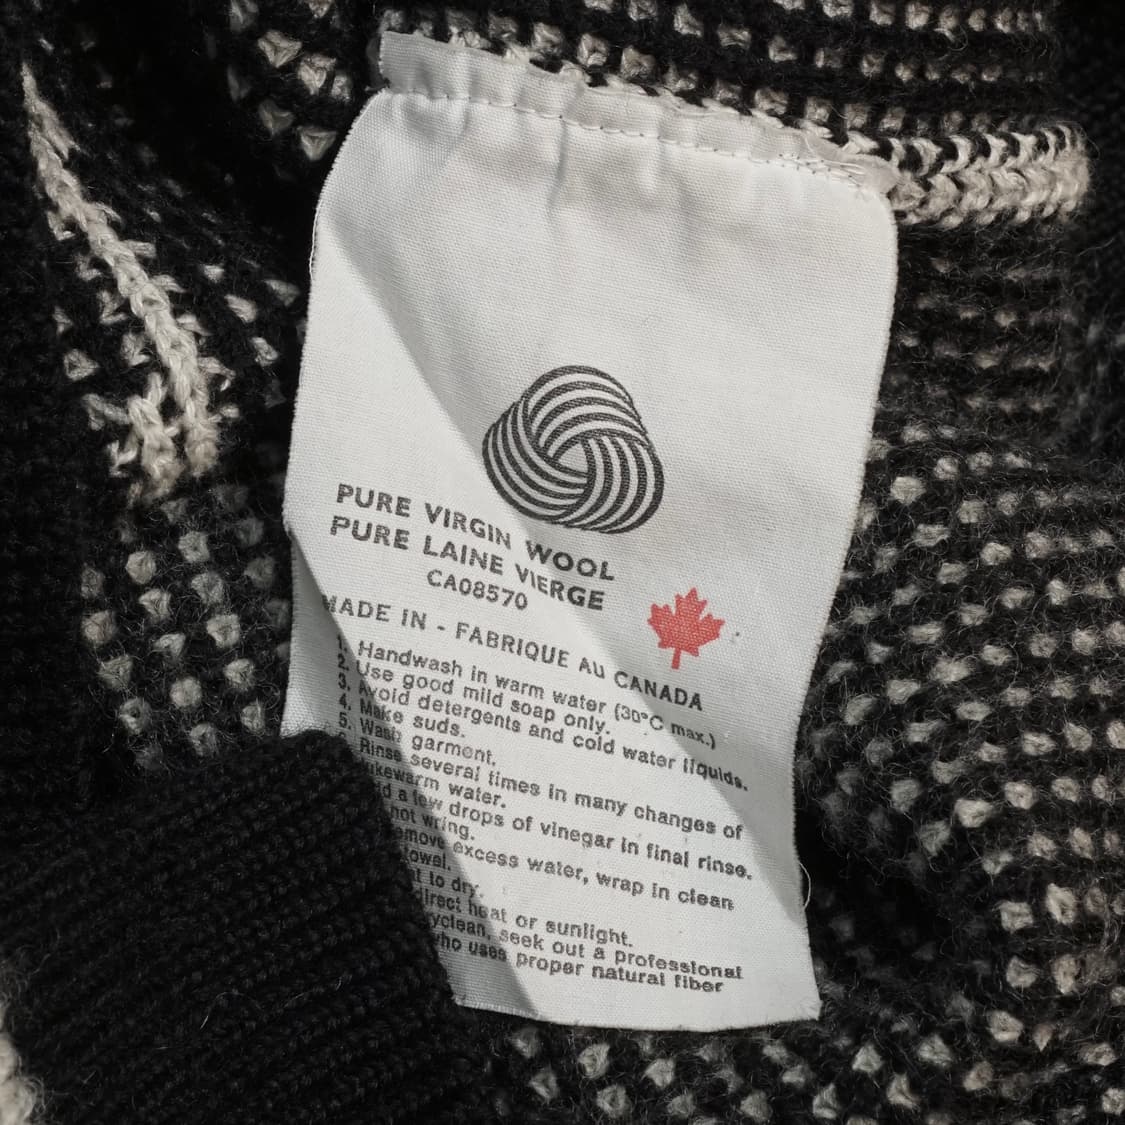 PURE VIRGIN WOOL
PURE LAINE VIERGE
CA08570
MADE IN - FABRIQUE AU CANADA
1. Handwash in warm water (30°C max.)
2. Use good mild soap only.
3. Avoid detergents and cold water liquids.
4. Make suds.
5. Wash garment.
Rinse several times in many changes of
lukewarm water.
a few drops of vinegar in final rinse.
not wring.
excess water, wrap in clean
towel.
to dry.
heat or sunlight.
seek out a professional
who uses proper natural fiber